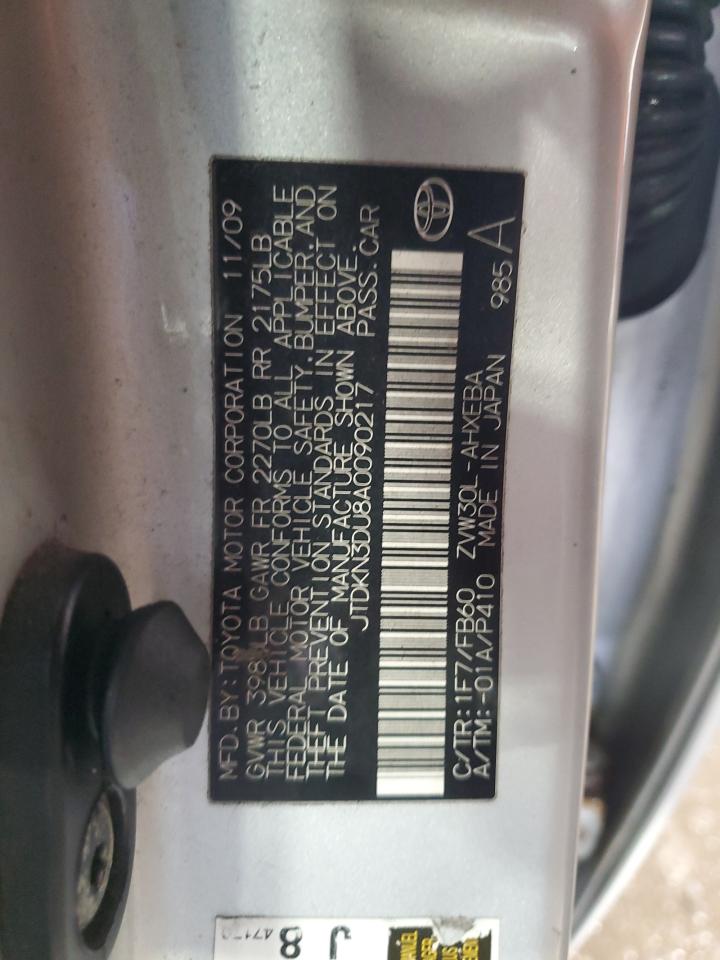 MFD.BY:TOYOTA MOTOR CORPORATION 11/09
GVWR LB GAWR FR 2270LB RR 2175LB
THIS VEHICLE CONFORMS TO ALL APPLICABLE
FEDERAL MOTOR VEHICLE SAFETY,BUMPER,AND
THEFT PREVENTION STANDARDS IN EFFECT ON
THE DATE OF MANUFACTURE SHOWN ABOVE.
JTDKN3DU8A0090217 PASS.CAR
C/TR:1F7/FB60 ZVW30L-AHXEBA
A/TM:-01A/P410 MADE IN JAPAN 985 A
J
8